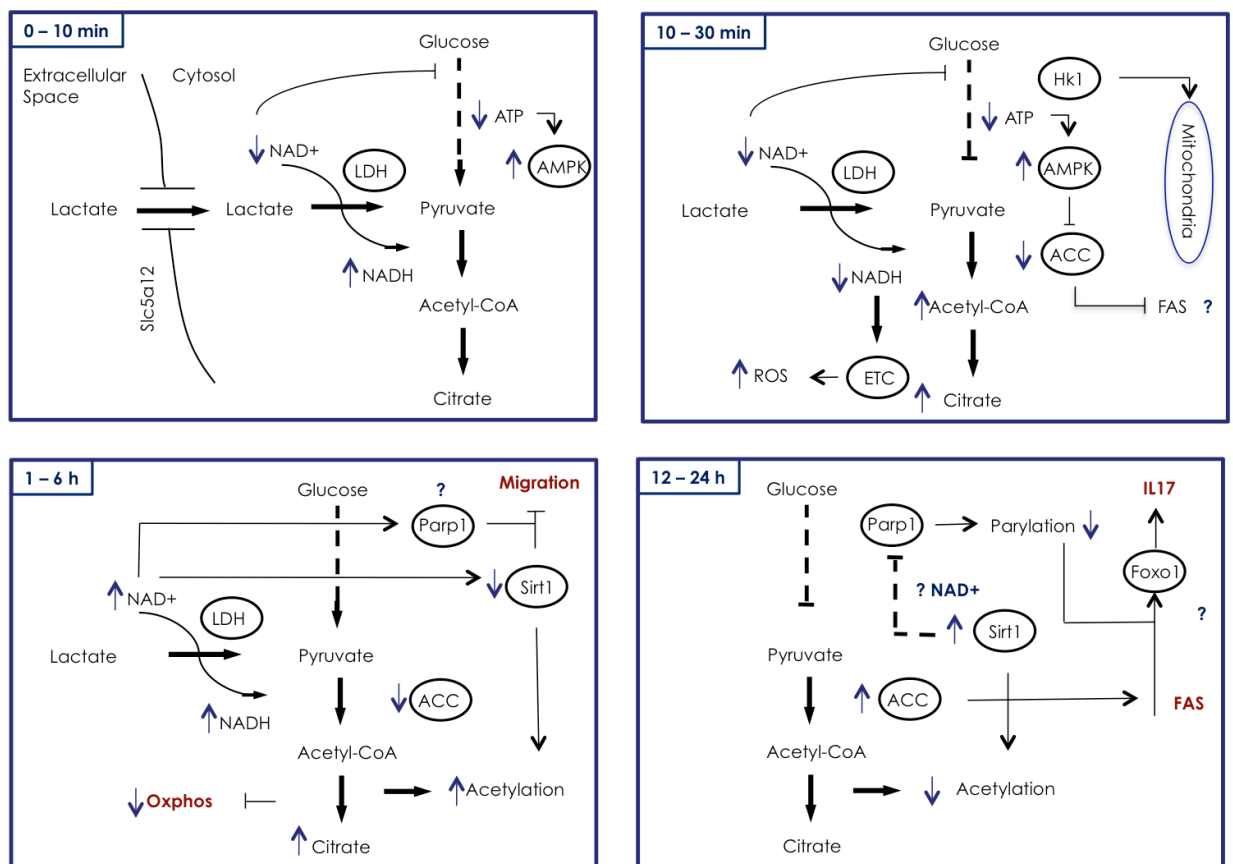 0 – 10 min
Glucose
Extracellular Space
Cytosol
ATP
NAD+
LDH
AMPK
Lactate
Lactate
Pyruvate
NADH
Slc5a12
Acetyl-CoA
Citrate
10 – 30 min
Glucose
Hk1
ATP
NAD+
LDH
AMPK
Mitochondria
Lactate
Pyruvate
ACC
NADH
Acetyl-CoA
FAS ?
ROS
ETC
Citrate
1 – 6 h
Glucose
?
Migration
Parp1
Sirt1
NAD+
LDH
Lactate
Pyruvate
ACC
NADH
Acetyl-CoA
Acetylation
Oxphos
Citrate
12 – 24 h
Glucose
IL17
Parp1
Parylation
Foxo1
? NAD+
?
Sirt1
Pyruvate
ACC
FAS
Acetyl-CoA
Acetylation
Citrate